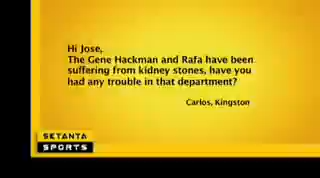 Hi Jose,
The Gene Hackman and Rafa have been
suffering from kidney stones, have you
had any trouble in that department?
Carlos, Kingston
SETANTA
SPORTS